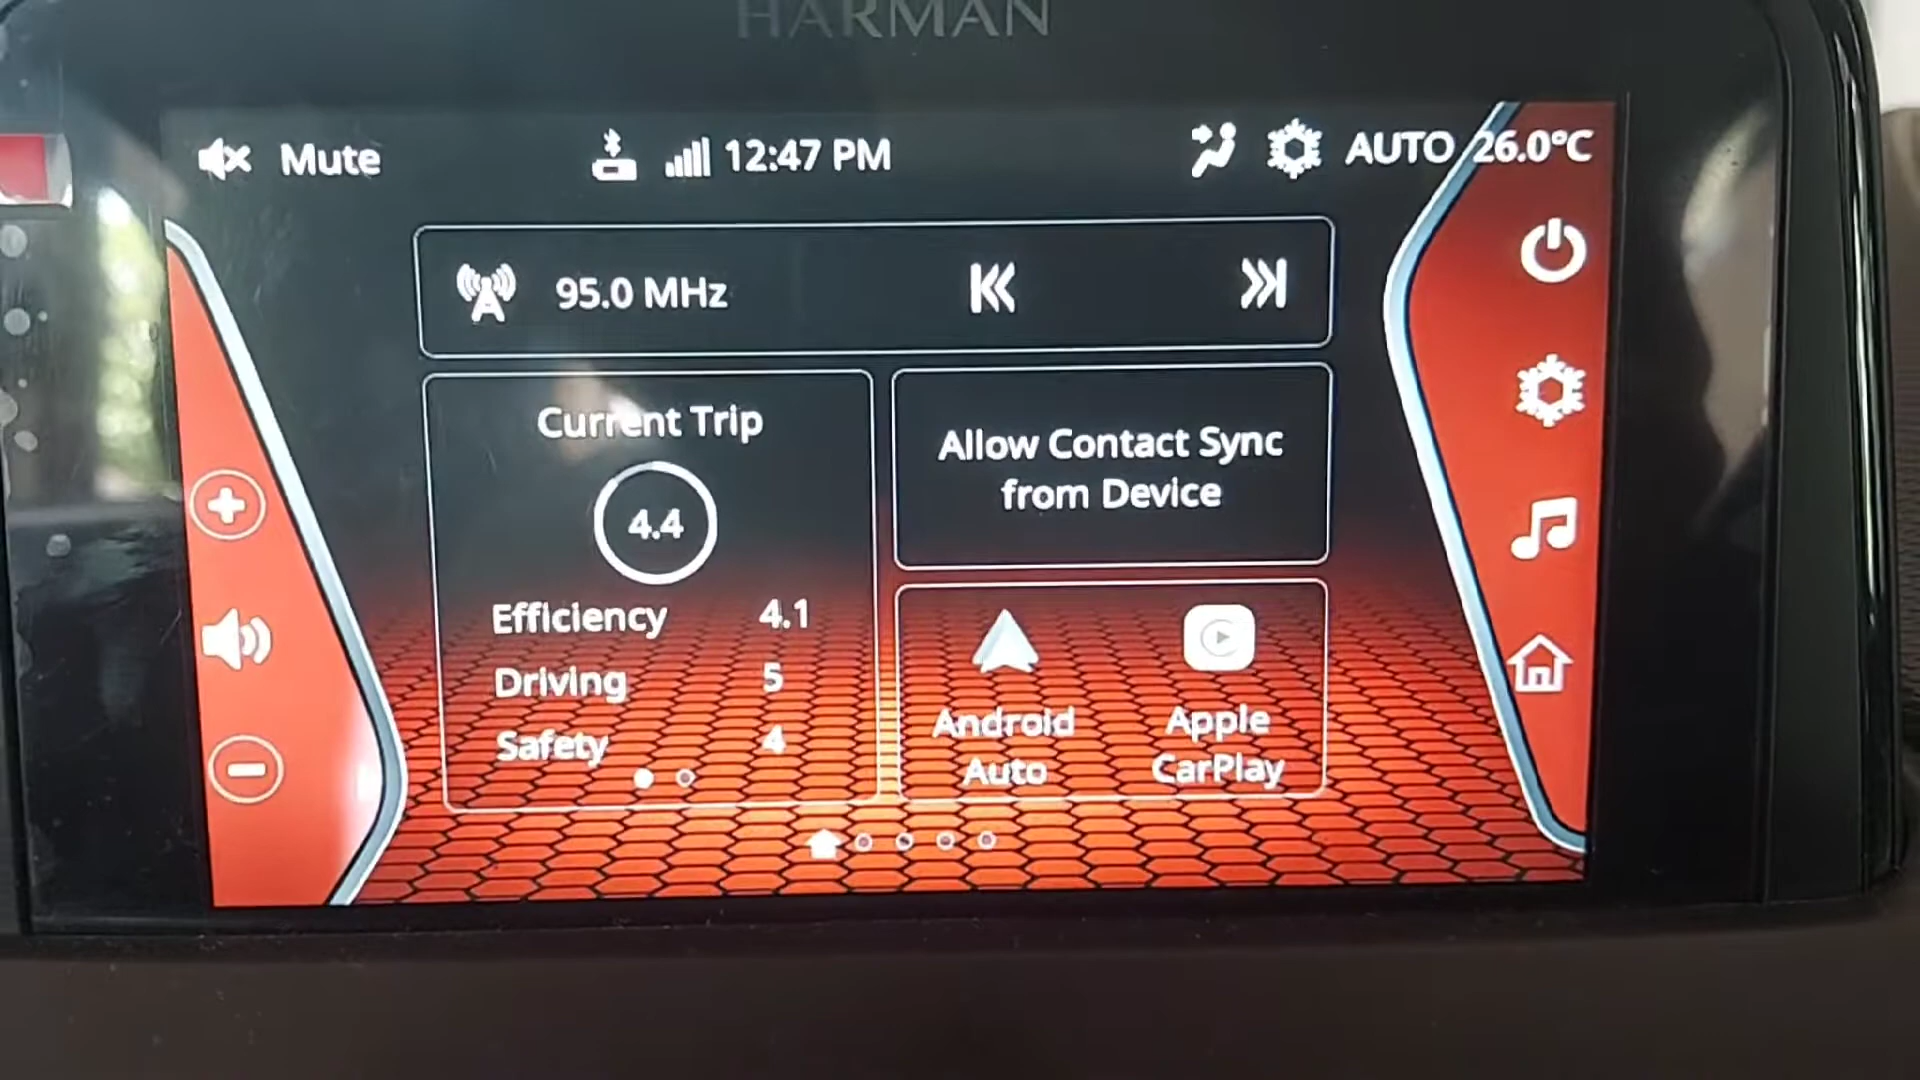 HARMAN
Mute
12:47 PM
AUTO 26.0°C
95.0 MHz
Current Trip
4.4
Efficiency 4.1
Driving 5
Safety 4
Allow Contact Sync
from Device
Android
Auto
Apple
CarPlay